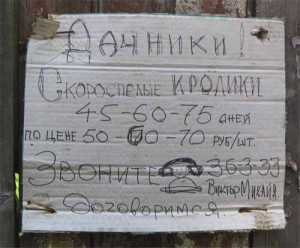 Дачники!
Скороспелые КРОЛИКИ
45-60-75 дней
по цене 50-60-70 руб/шт.
Звоните 363-33
Виктор Михайл.
Договоримся.